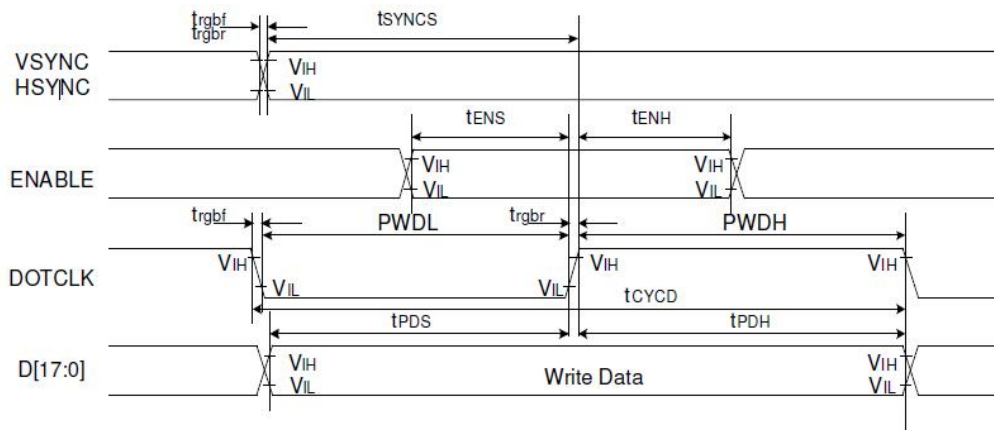 trgbf
trgbr
tSYNCS
VSYNC
HSYNC
VIH
VIL
tENS
tENH
ENABLE
VIH
VIL
VIH
VIL
trgbf
PWDL
trgbr
PWDH
DOTCLK
VIH
VIL
VIL
VIH
VIH
tCYCD
tPDS
tPDH
D[17:0]
VIH
VIL
Write Data
VIH
VIL